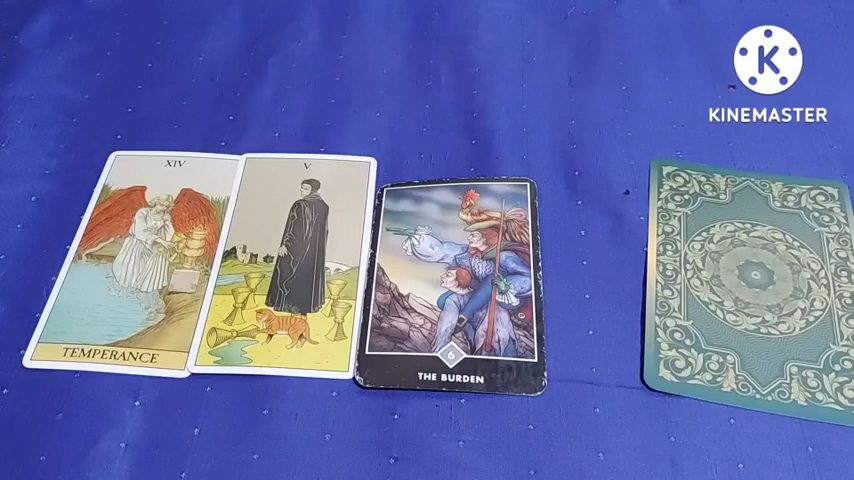 KINEMASTER
XIV
V
TEMPERANCE
6
THE BURDEN